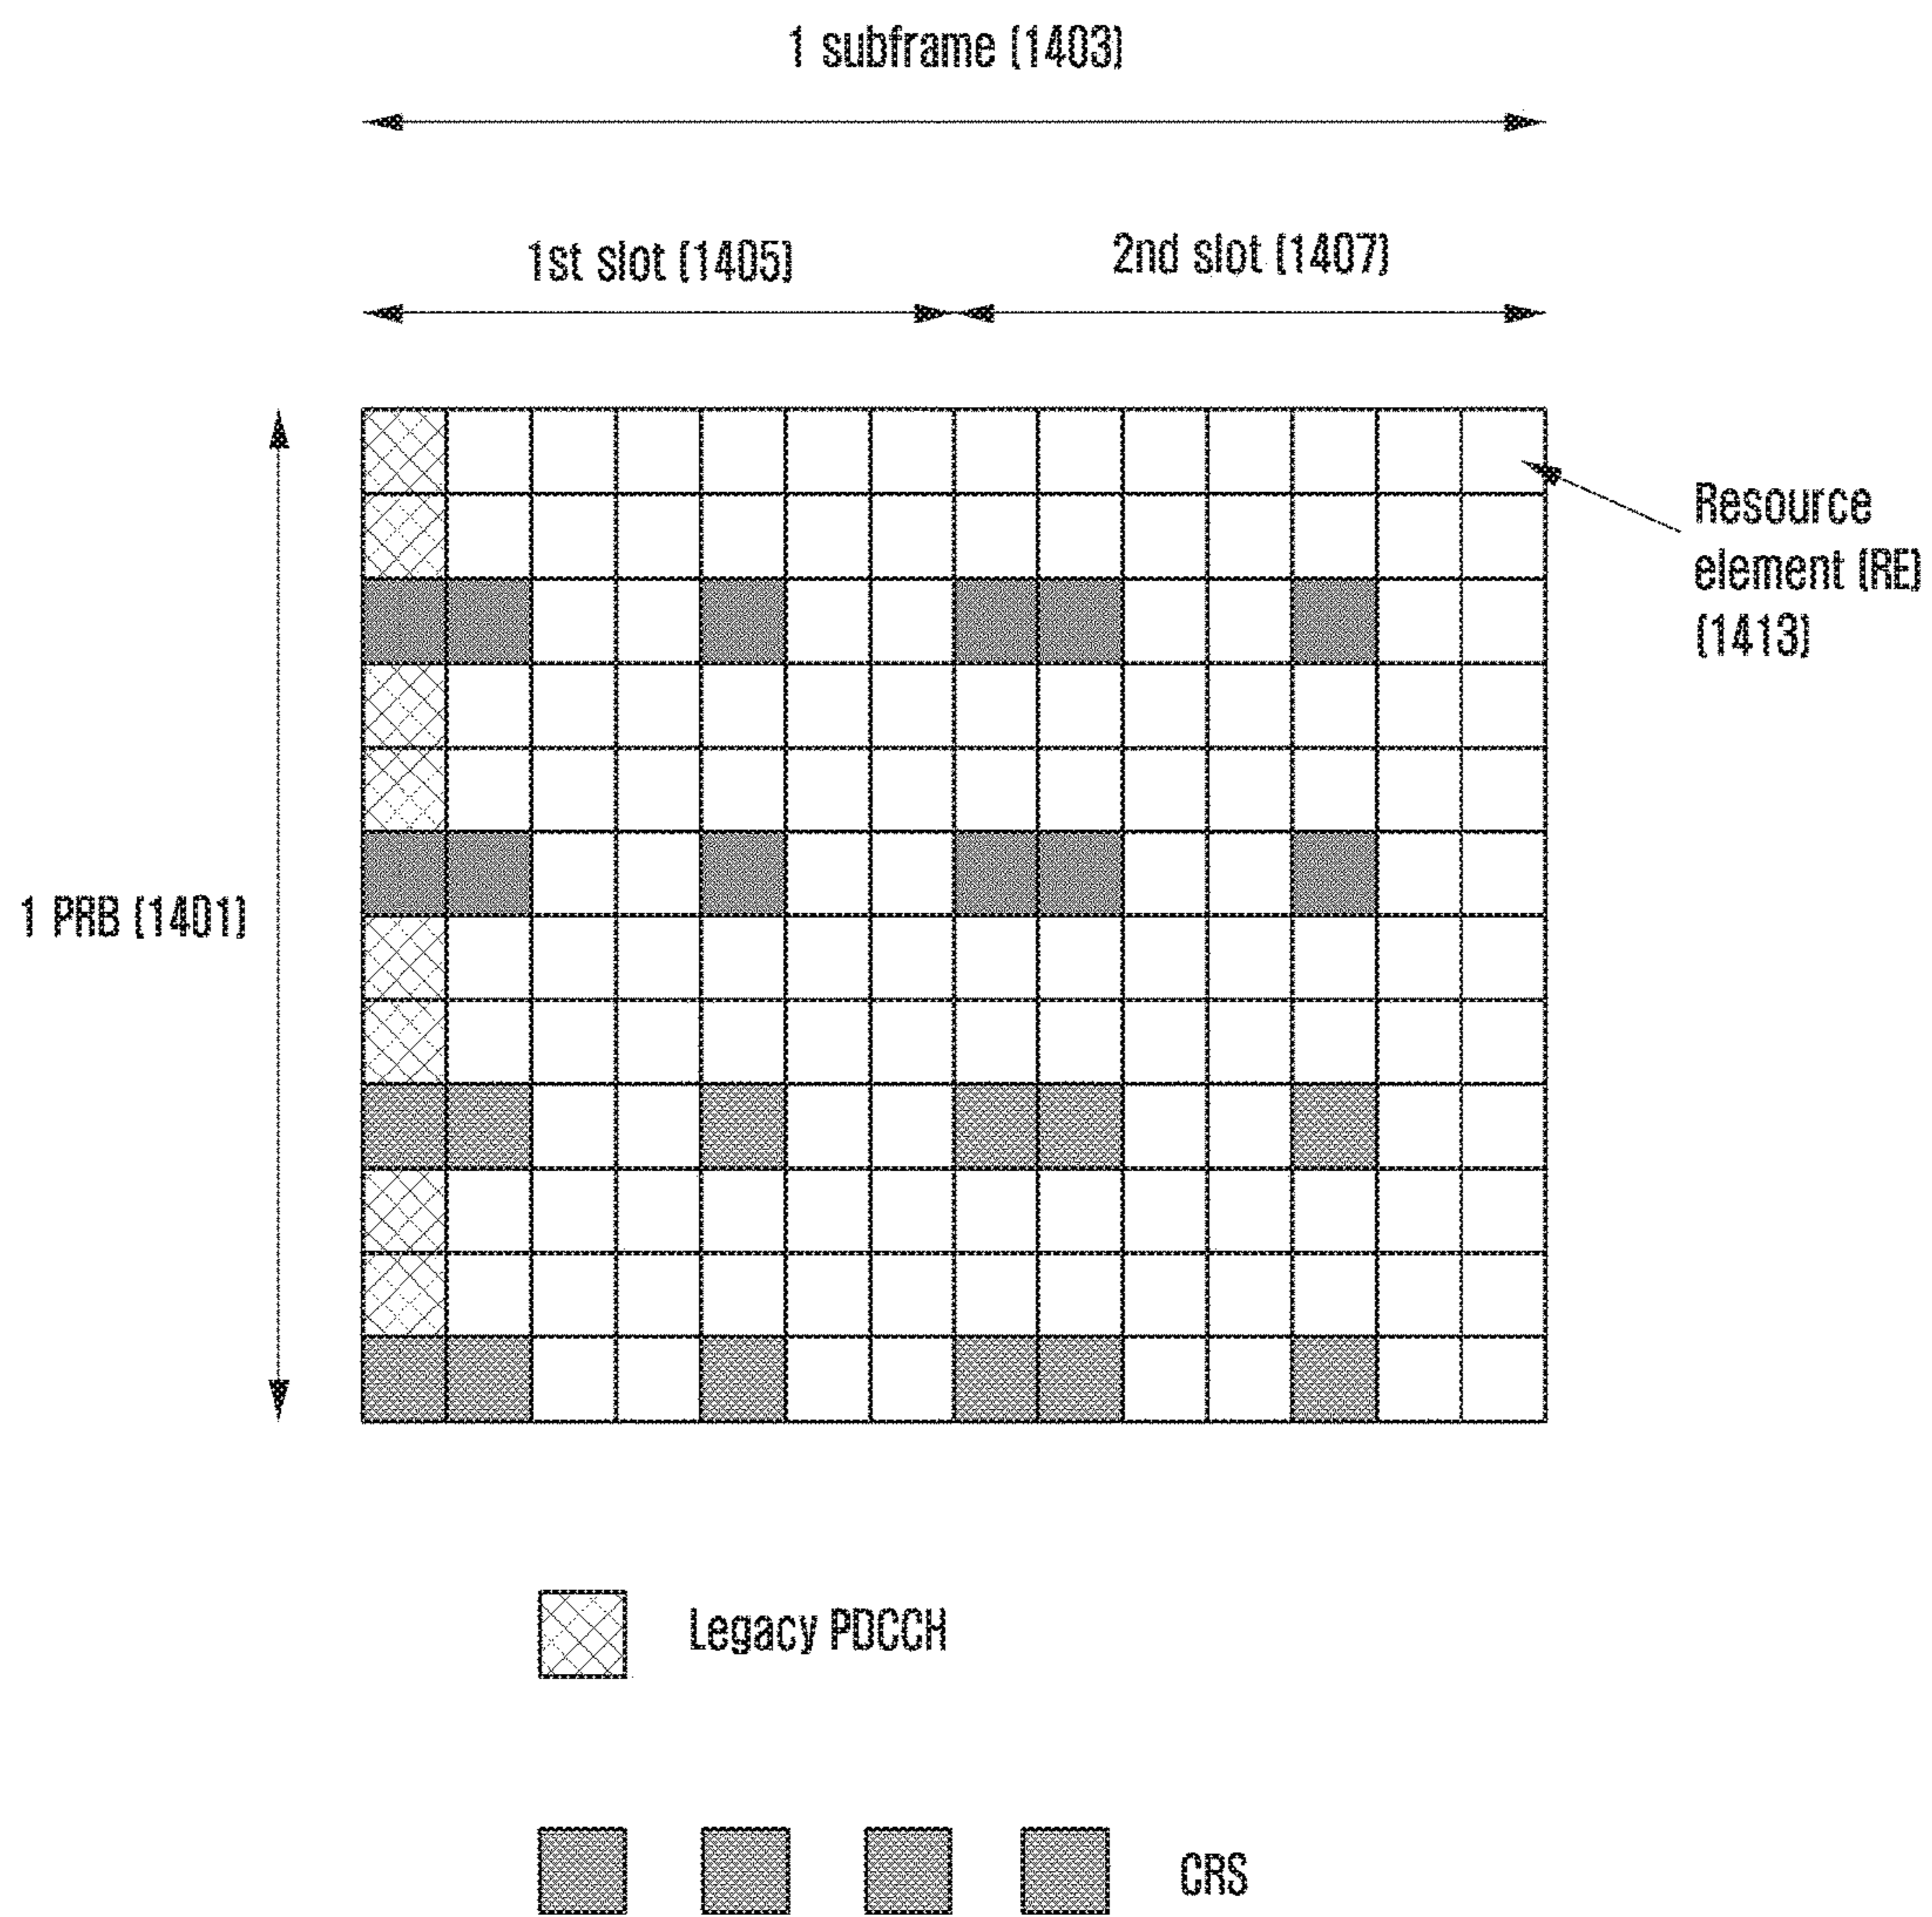 1 subframe (1403)
1st slot (1405)
2nd slot (1407)
Resource
element (RE)
(1413)
1 PRB (1401)
Legacy PDCCH
CRS